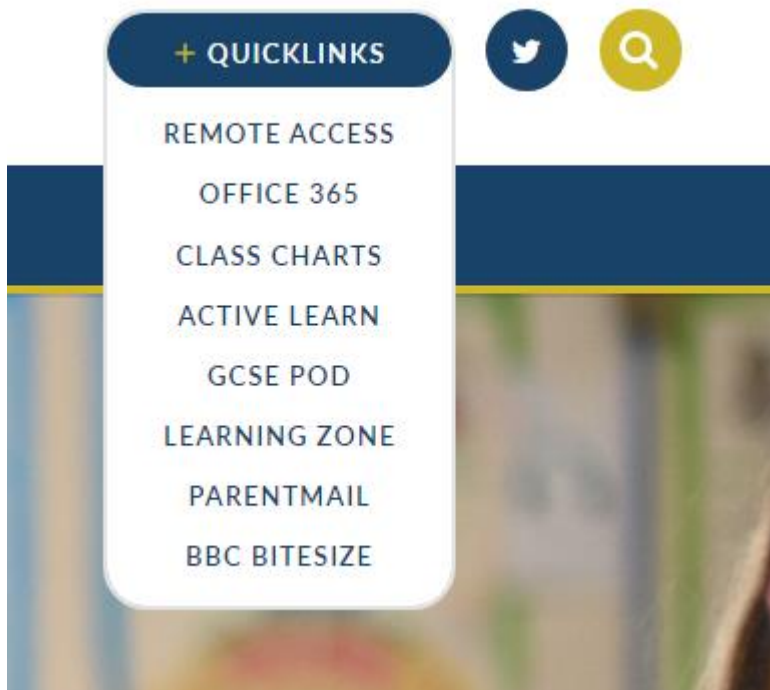 + QUICKLINKS
REMOTE ACCESS
OFFICE 365
CLASS CHARTS
ACTIVE LEARN
GCSE POD
LEARNING ZONE
PARENTMAIL
BBC BITESIZE